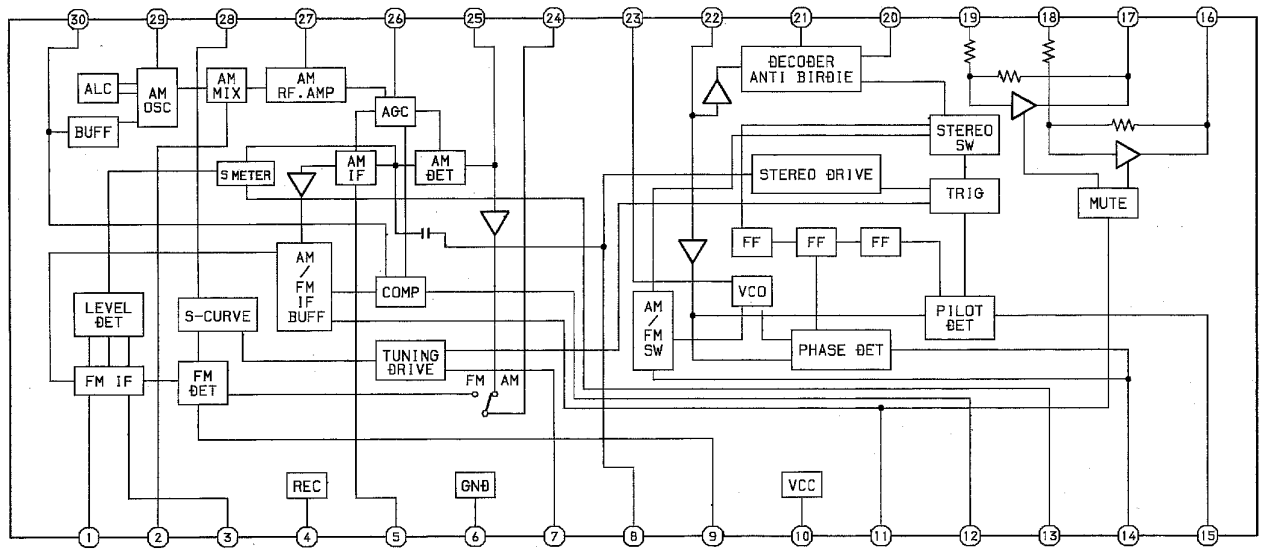 30 29 28 27 26 25 24 23 22 21 20 19 18 17 16
ALC
AM
OSC
AM
MIX
AM
RF.AMP
AGC
BUFF
DECODER
ANTI BIRDIE
STEREO
SW
S METER
AM
IF
AM
DET
STEREO DRIVE
TRIG
MUTE
AM
/
FM
IF
BUFF
FF
FF
FF
COMP
VCO
LEVEL
DET
S-CURVE
AM
/
FM
SW
PILOT
DET
PHASE DET
TUNING
DRIVE
FM IF
FM
DET
FM AM
REC
GND
VCC
1 2 3 4 5 6 7 8 9 10 11 12 13 14 15